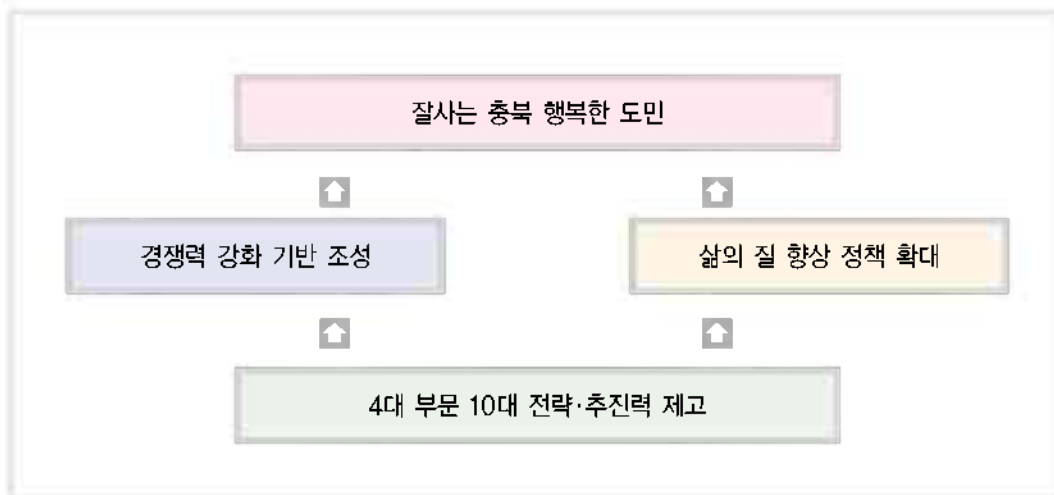 잘사는 충북 행복한 도민
경쟁력 강화 기반 조성
삶의 질 향상 정책 확대
4대 부문 10대 전략·추진력 제고